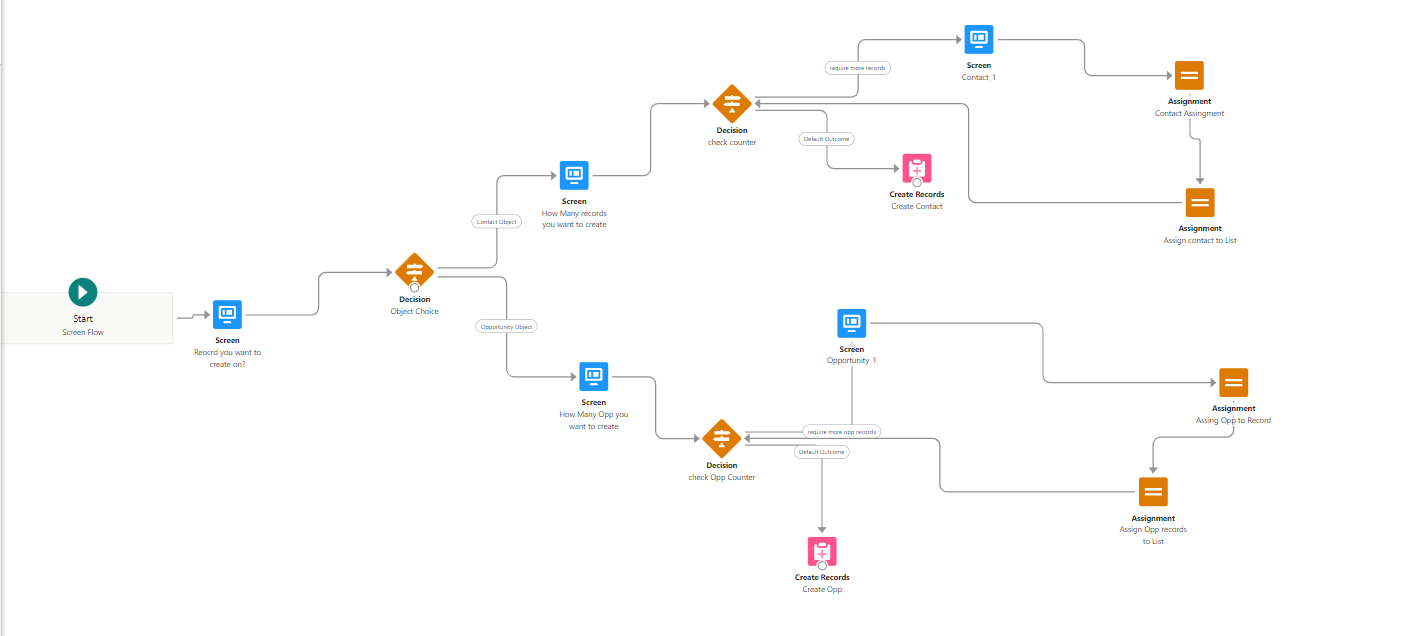 Start
Screen Flow
Screen
Reocrd you want to
create on?
Decision
Object Choice
Contact Object
Opportunity Object
Screen
How Many records
you want to create
Decision
check counter
require more records
Default Outcome
Screen
Contact_1
Assignment
Contact Assingment
Assignment
Assign contact to List
Create Records
Create Contact
Screen
How Many Opp you
want to create
Decision
check Opp Counter
require more opp records
Default Outcome
Screen
Opportunity_1
Assignment
Assing Opp to Record
Assignment
Assign Opp records
to List
Create Records
Create Opp